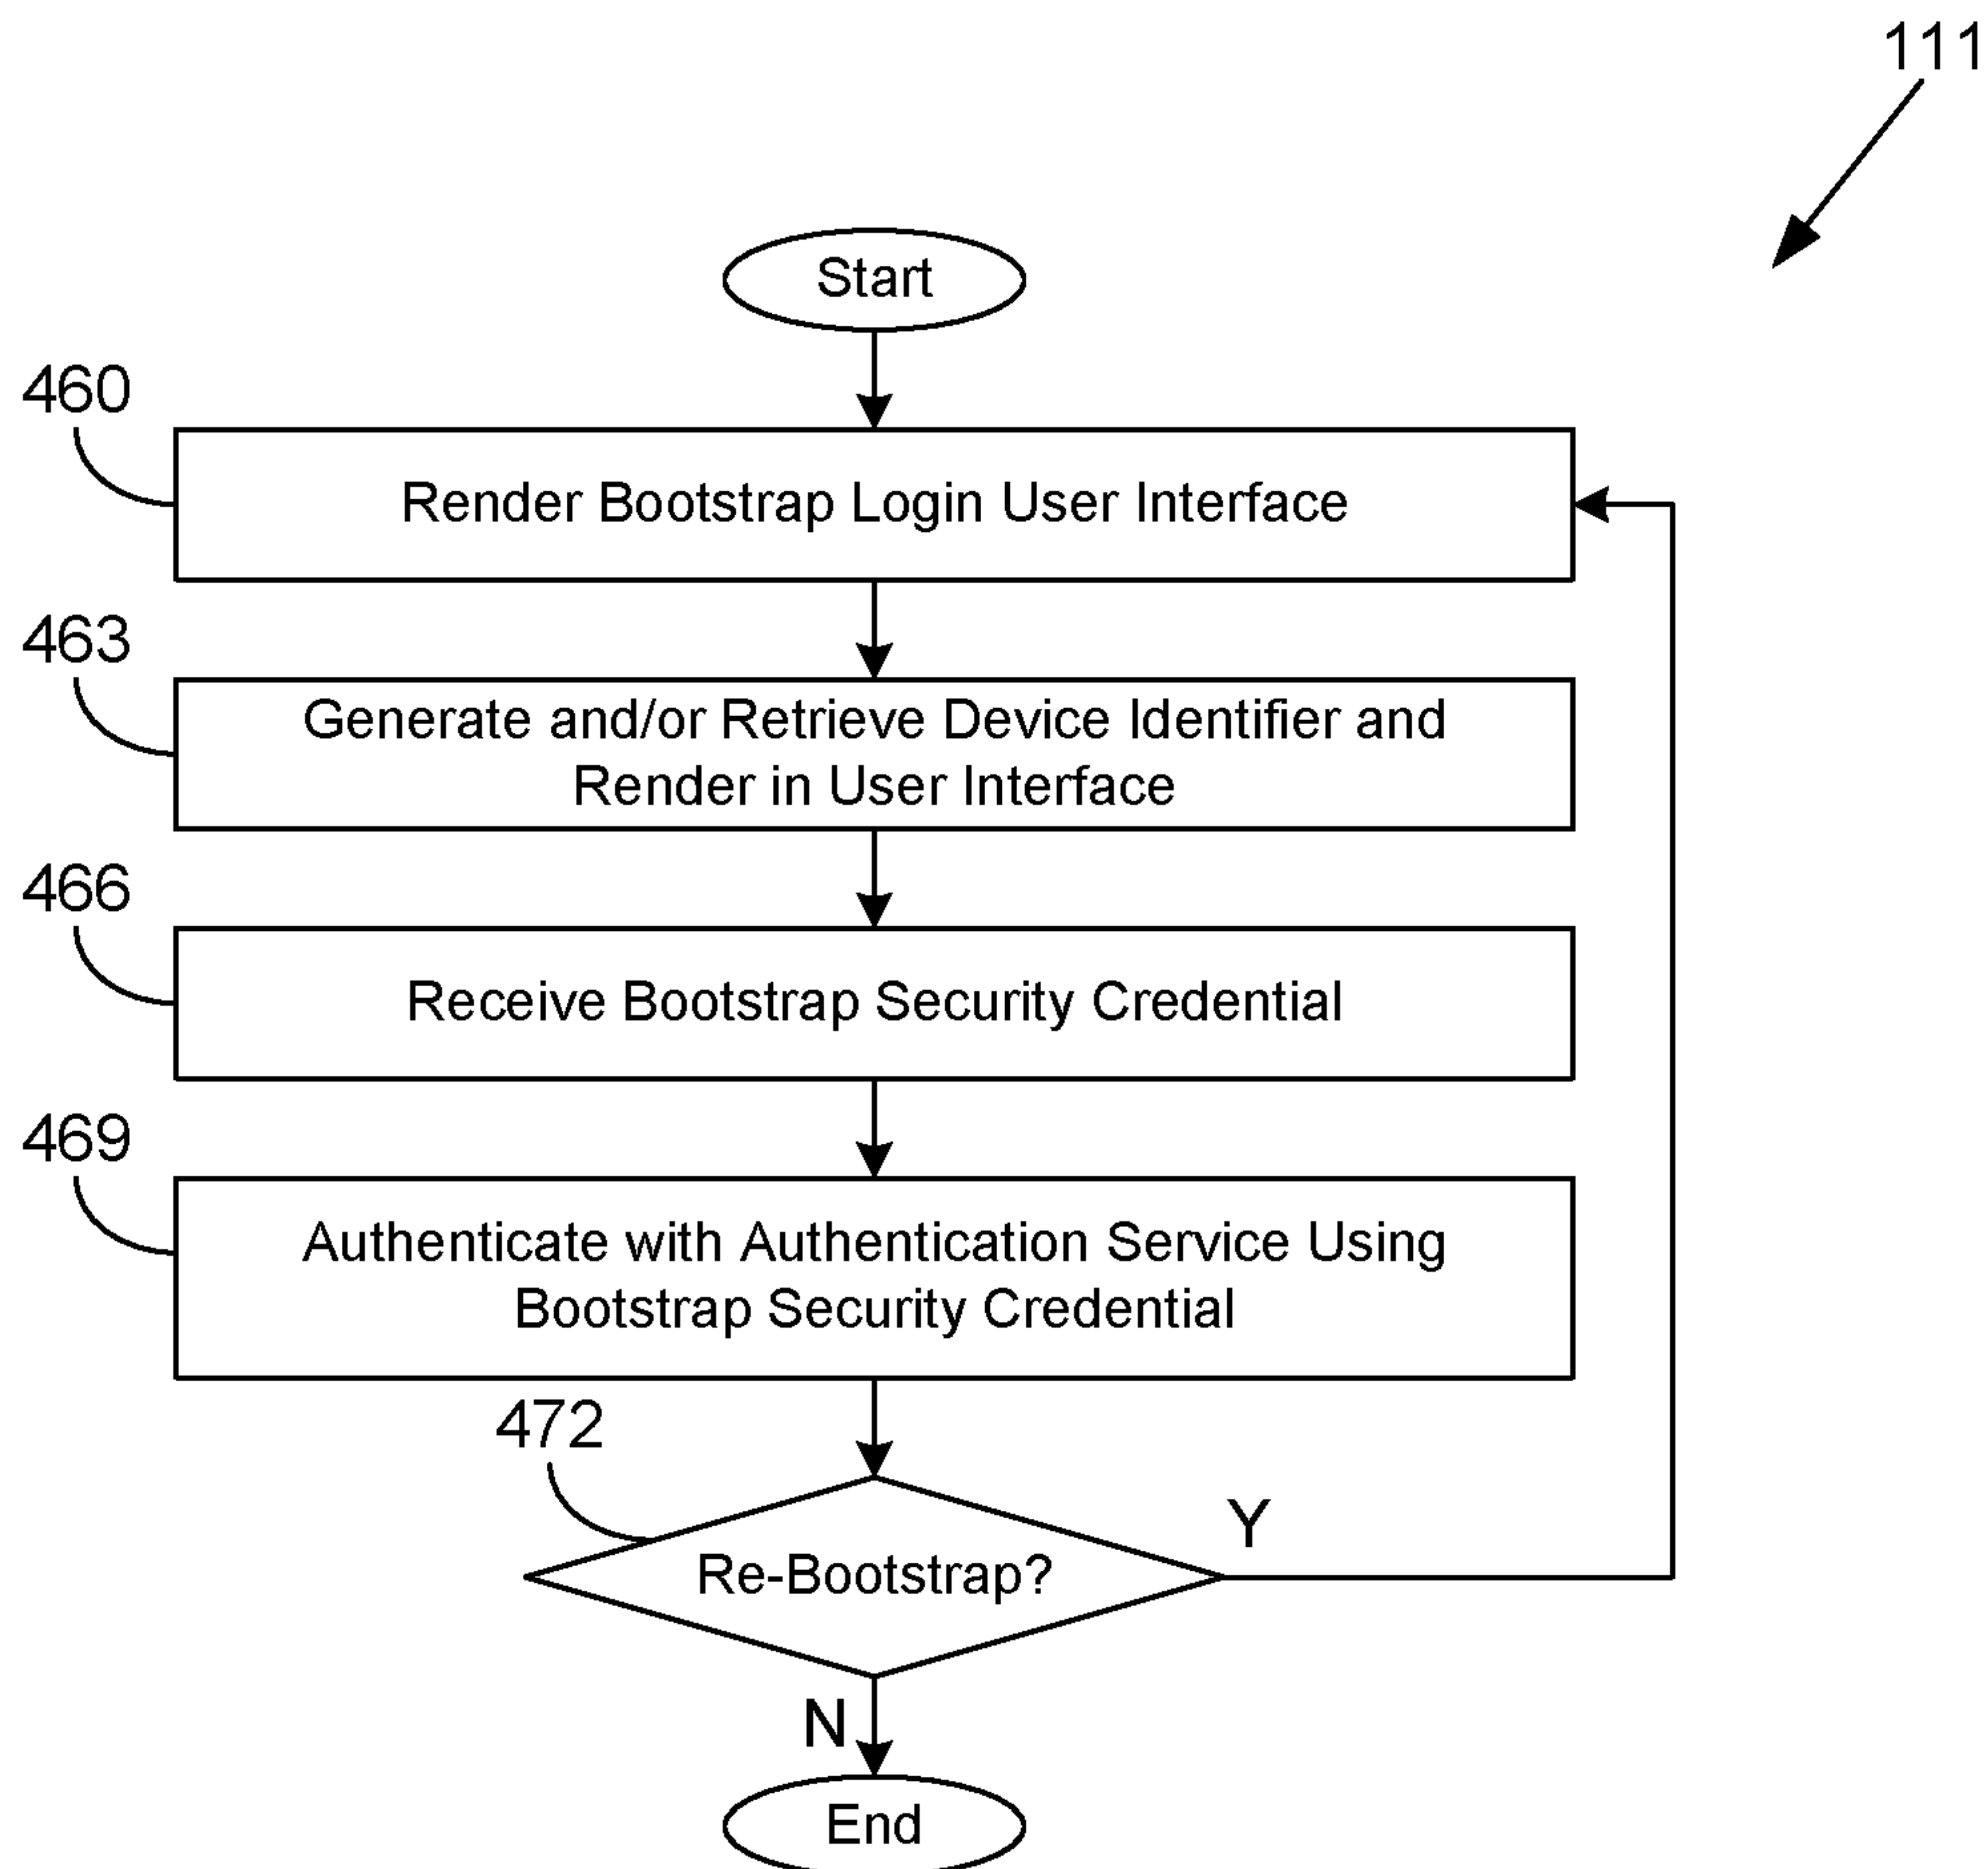 111
Start
460
Render Bootstrap Login User Interface
463
Generate and/or Retrieve Device Identifier and
Render in User Interface
466
Receive Bootstrap Security Credential
469
Authenticate with Authentication Service Using
Bootstrap Security Credential
472
Re-Bootstrap?
Y
N
End